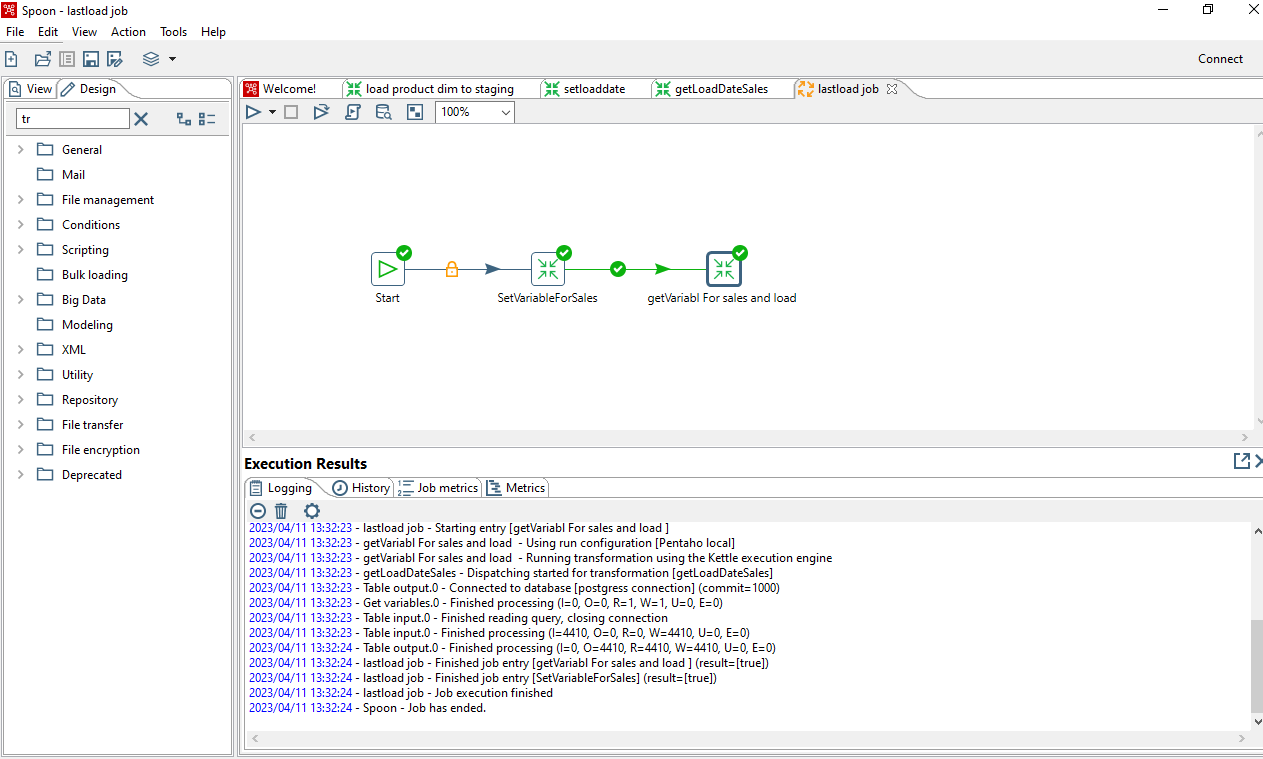 Spoon - lastload job
File Edit View Action Tools Help
Connect
View Design
tr
General
Mail
File management
Conditions
Scripting
Bulk loading
Big Data
Modeling
XML
Utility
Repository
File transfer
File encryption
Deprecated
Welcome! load product dim to staging setloaddate getLoadDateSales lastload job
100%
Start SetVariableForSales getVariabl For sales and load
Execution Results
Logging History Job metrics Metrics
2023/04/11 13:32:23 - lastload job - Starting entry [getVariabl For sales and load ]
2023/04/11 13:32:23 - getVariabl For sales and load  - Using run configuration [Pentaho local]
2023/04/11 13:32:23 - getVariabl For sales and load  - Running transformation using the Kettle execution engine
2023/04/11 13:32:23 - getLoadDateSales - Dispatching started for transformation [getLoadDateSales]
2023/04/11 13:32:23 - Table output.0 - Connected to database [postgress connection] (commit=1000)
2023/04/11 13:32:23 - Get variables.0 - Finished processing (I=0, O=0, R=1, W=1, U=0, E=0)
2023/04/11 13:32:23 - Table input.0 - Finished reading query, closing connection
2023/04/11 13:32:23 - Table input.0 - Finished processing (I=4410, O=0, R=0, W=4410, U=0, E=0)
2023/04/11 13:32:24 - Table output.0 - Finished processing (I=0, O=4410, R=4410, W=4410, U=0, E=0)
2023/04/11 13:32:24 - lastload job - Finished job entry [getVariabl For sales and load ] (result=[true])
2023/04/11 13:32:24 - lastload job - Finished job entry [SetVariableForSales] (result=[true])
2023/04/11 13:32:24 - lastload job - Job execution finished
2023/04/11 13:32:24 - Spoon - Job has ended.